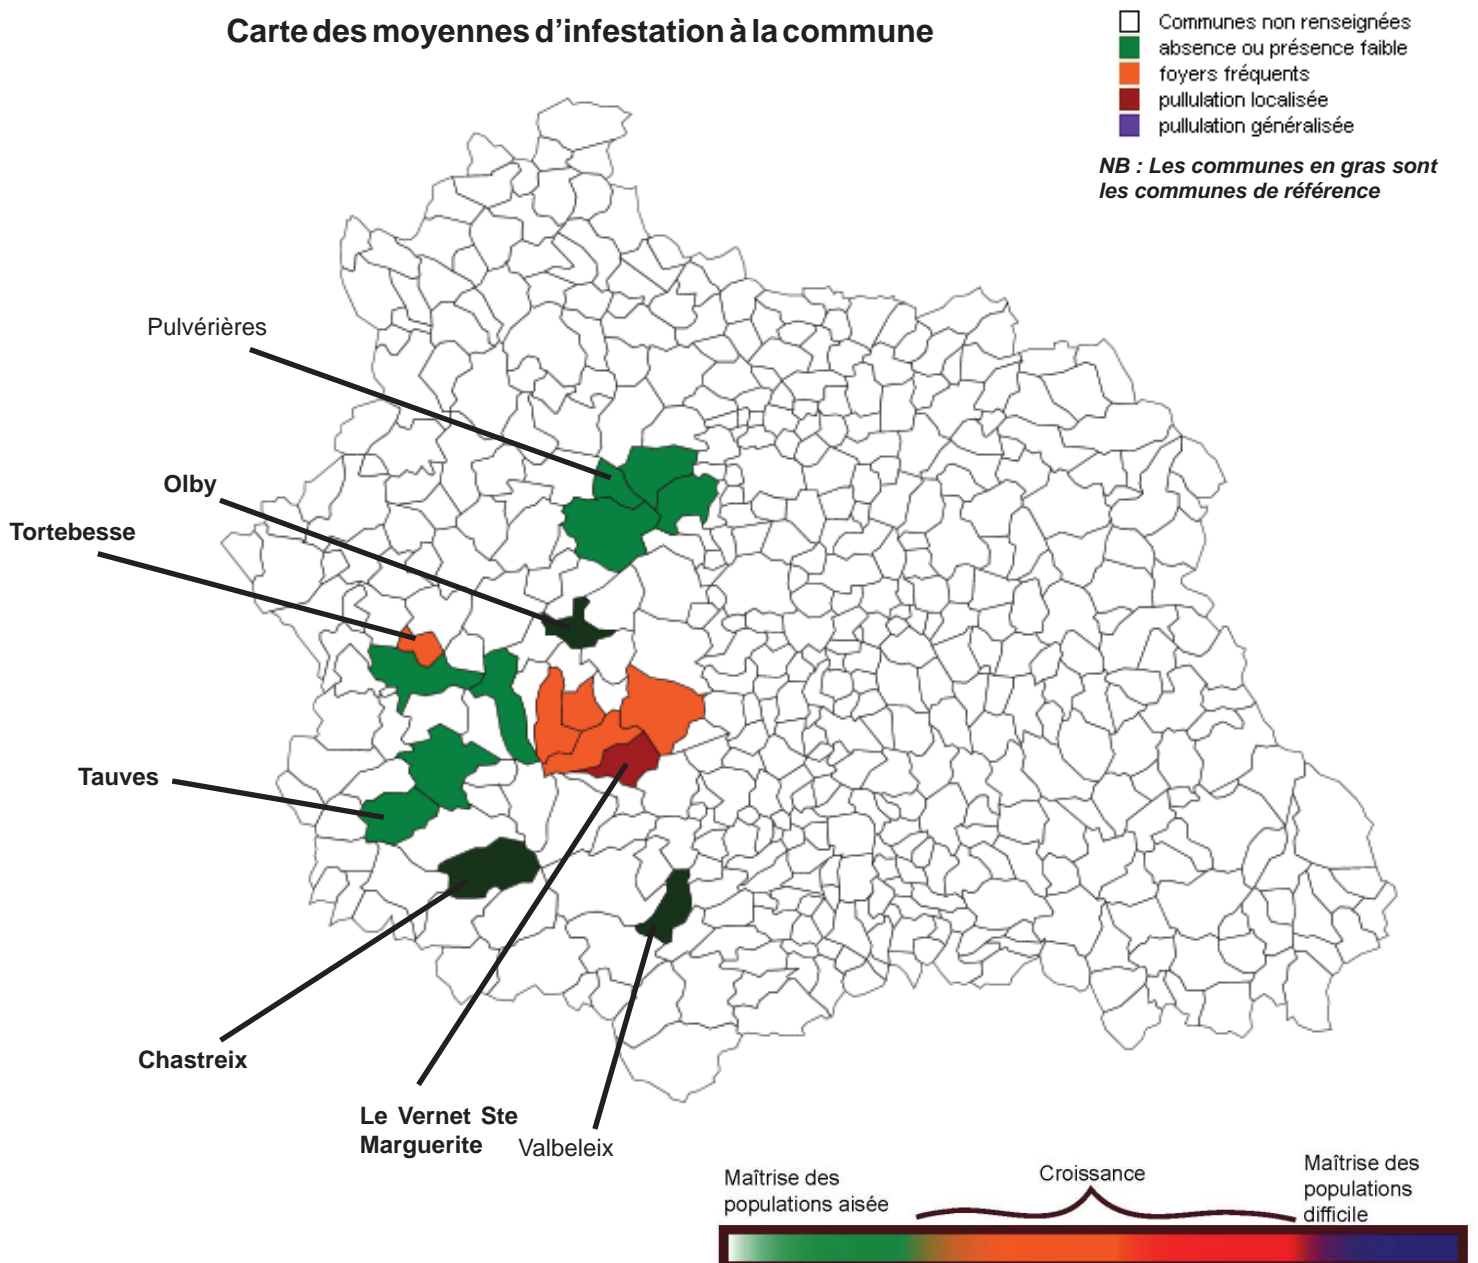 Carte des moyennes d'infestation à la commune
Communes non renseignées
absence ou présence faible
foyers fréquents
pullulation localisée
pullulation généralisée
NB : Les communes en gras sont
les communes de référence
Pulvérières
Olby
Tortebesse
Tauves
Chastreix
Le Vernet Ste
Marguerite
Valbeleix
Maîtrise des
populations aisée
Croissance
Maîtrise des
populations
difficile